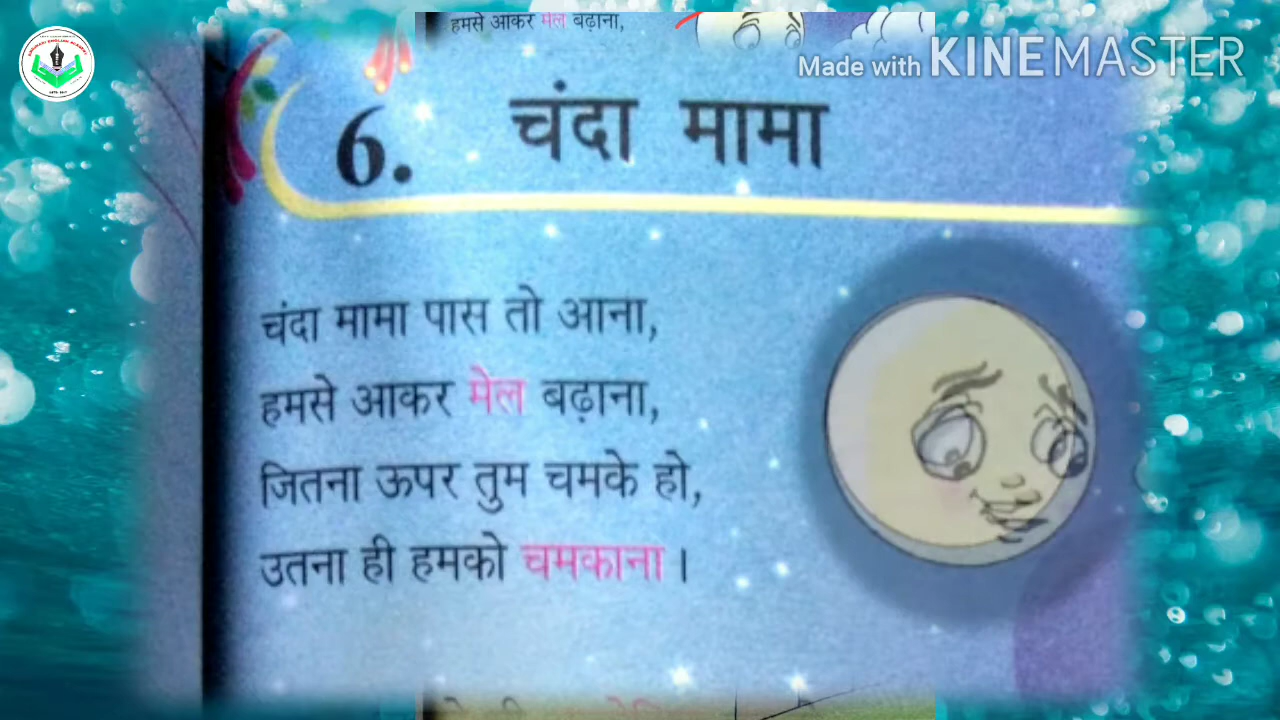 हमसे आकर मेल बढ़ाना,
Made with KINEMASTER
6. चंदा मामा
चंदा मामा पास तो आना,
हमसे आकर मेल बढ़ाना,
जितना ऊपर तुम चमके हो,
उतना ही हमको चमकाना ।